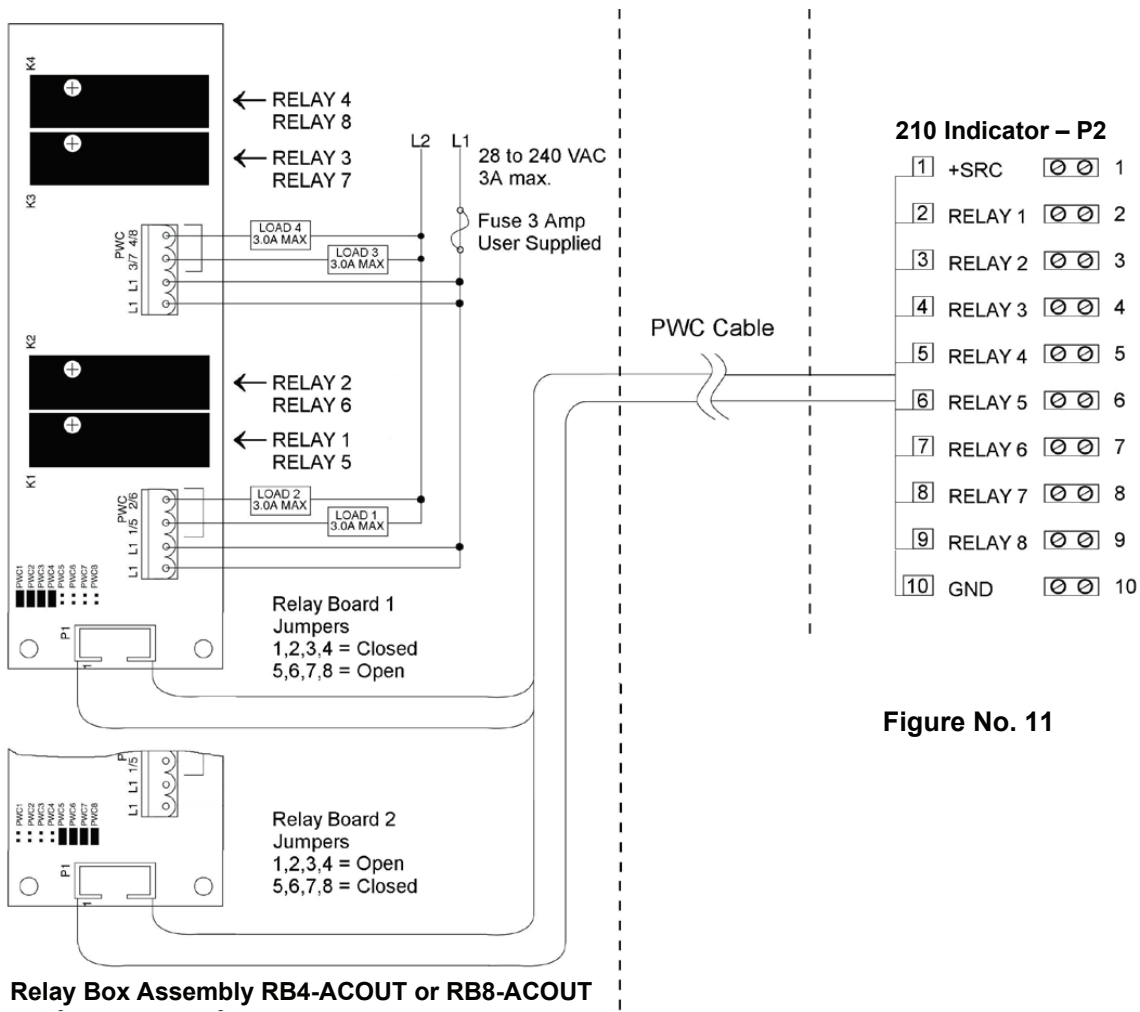 K4
RELAY 4
RELAY 8
K3
RELAY 3
RELAY 7
L2
L1
28 to 240 VAC
3A max.
Fuse 3 Amp
User Supplied
PWC
4/8
3/7
L1
L1
LOAD 4
3.0A MAX
LOAD 3
3.0A MAX
K2
RELAY 2
RELAY 6
K1
RELAY 1
RELAY 5
PWC
2/6
1/5
L1
L1
LOAD 2
3.0A MAX
LOAD 1
3.0A MAX
PWC1
PWC2
PWC3
PWC4
PWC5
PWC6
PWC7
PWC8
P1
1
Relay Board 1
Jumpers
1,2,3,4 = Closed
5,6,7,8 = Open
1/5
L1
L1
PWC1
PWC2
PWC3
PWC4
PWC5
PWC6
PWC7
PWC8
P1
1
Relay Board 2
Jumpers
1,2,3,4 = Open
5,6,7,8 = Closed
Relay Box Assembly RB4-ACOUT or RB8-ACOUT
PWC Cable
210 Indicator – P2
1 +SRC 1
2 RELAY 1 2
3 RELAY 2 3
4 RELAY 3 4
5 RELAY 4 5
6 RELAY 5 6
7 RELAY 6 7
8 RELAY 7 8
9 RELAY 8 9
10 GND 10
Figure No. 11